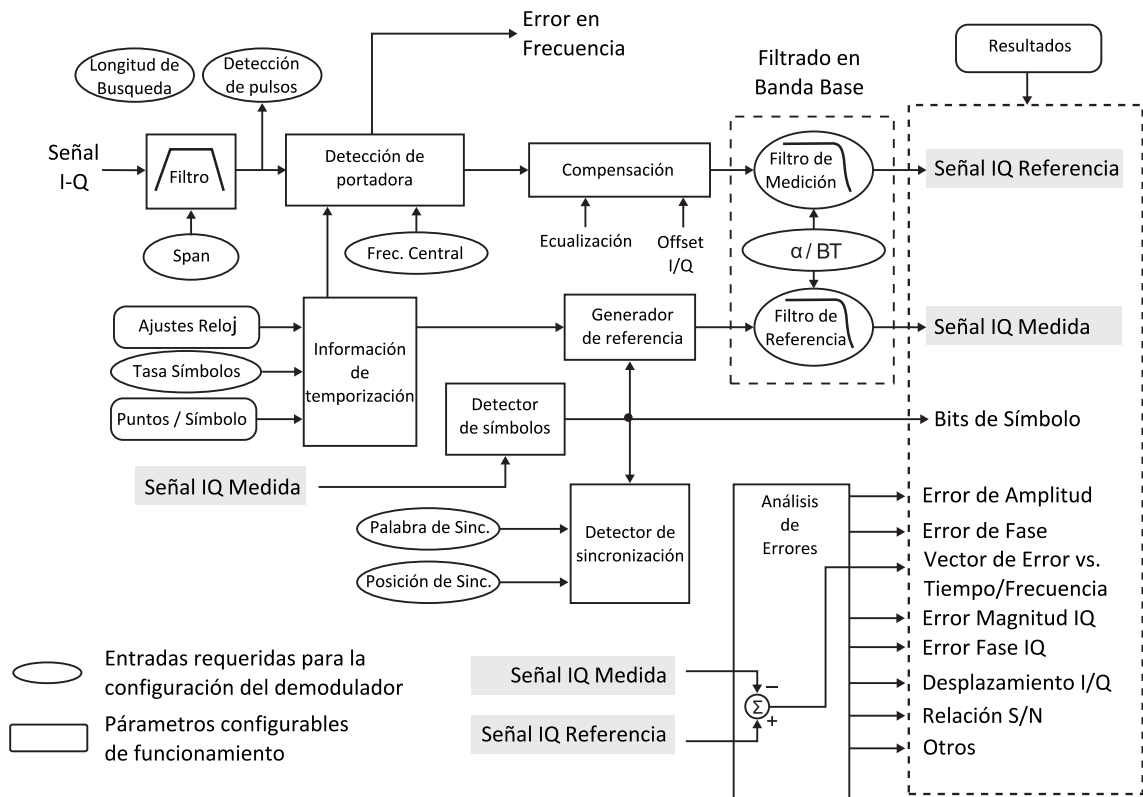 Error en
Frecuencia
Longitud de
Busqueda
Detección
de pulsos
Filtrado en
Banda Base
Resultados
Señal
I-Q
Filtro
Detección de
portadora
Compensación
Filtro de
Medición
Señal IQ Referencia
Span
Frec. Central
Ecualización
Offset
I/Q
α / BT
Ajustes Reloj
Tasa Símbolos
Puntos / Símbolo
Información
de
temporización
Generador
de referencia
Filtro de
Referencia
Señal IQ Medida
Detector
de símbolos
Bits de Símbolo
Señal IQ Medida
Palabra de Sinc.
Posición de Sinc.
Detector de
sincronización
Análisis
de
Errores
Error de Amplitud
Error de Fase
Vector de Error vs.
Tiempo/Frecuencia
Error Magnitud IQ
Error Fase IQ
Desplazamiento I/Q
Relación S/N
Otros
Señal IQ Medida
−
Σ
+
Señal IQ Referencia
Entradas requeridas para la
configuración del demodulador
Párámetros configurables
de funcionamiento